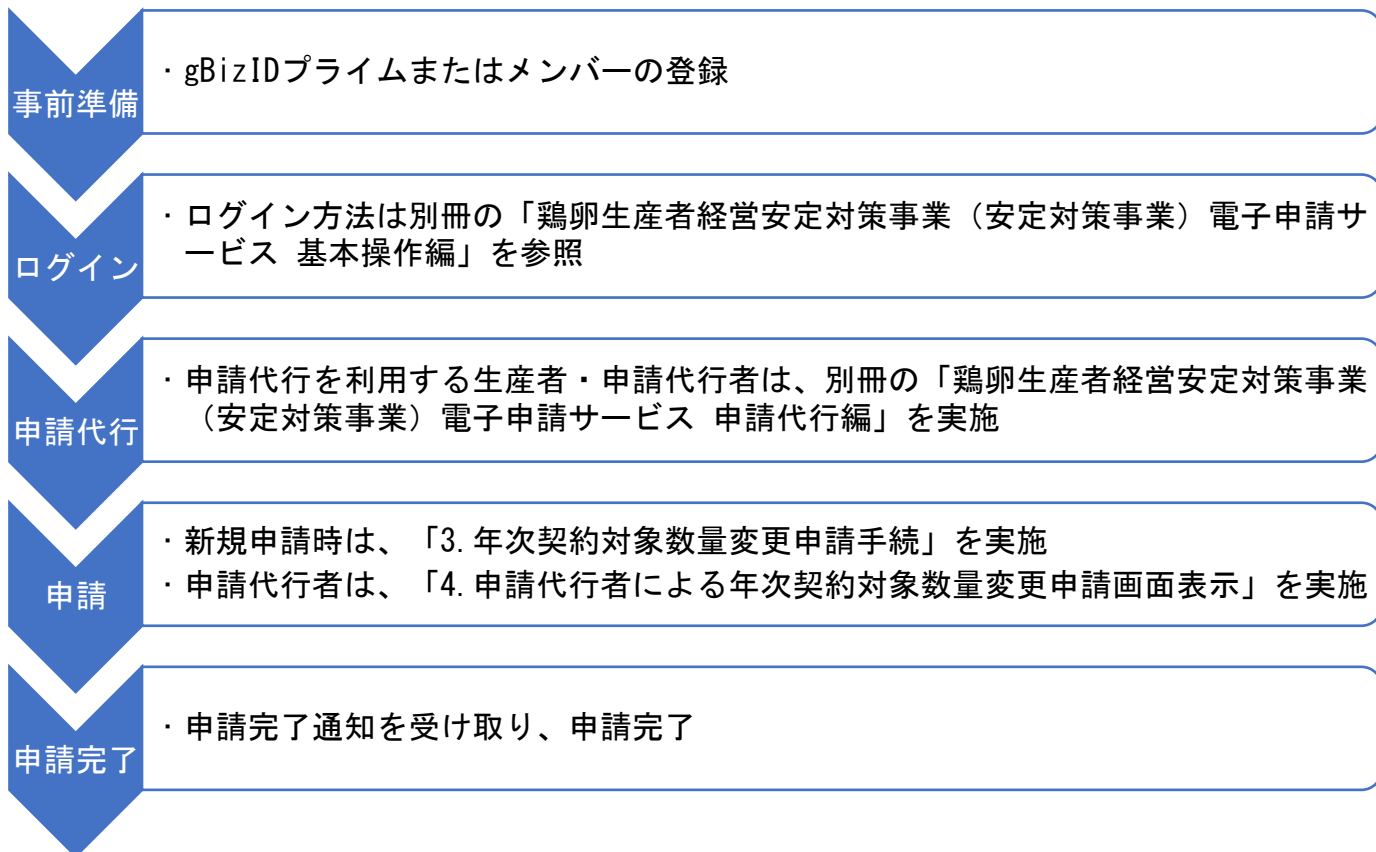 事前準備
・gBizIDプライムまたはメンバーの登録
ログイン
・ログイン方法は別冊の「鶏卵生産者経営安定対策事業（安定対策事業）電子申請サ
ービス 基本操作編」を参照
申請代行
・申請代行を利用する生産者・申請代行者は、別冊の「鶏卵生産者経営安定対策事業
（安定対策事業）電子申請サービス 申請代行編」を実施
申請
・新規申請時は、「3.年次契約対象数量変更申請手続」を実施
・申請代行者は、「4.申請代行者による年次契約対象数量変更申請画面表示」を実施
申請完了
・申請完了通知を受け取り、申請完了